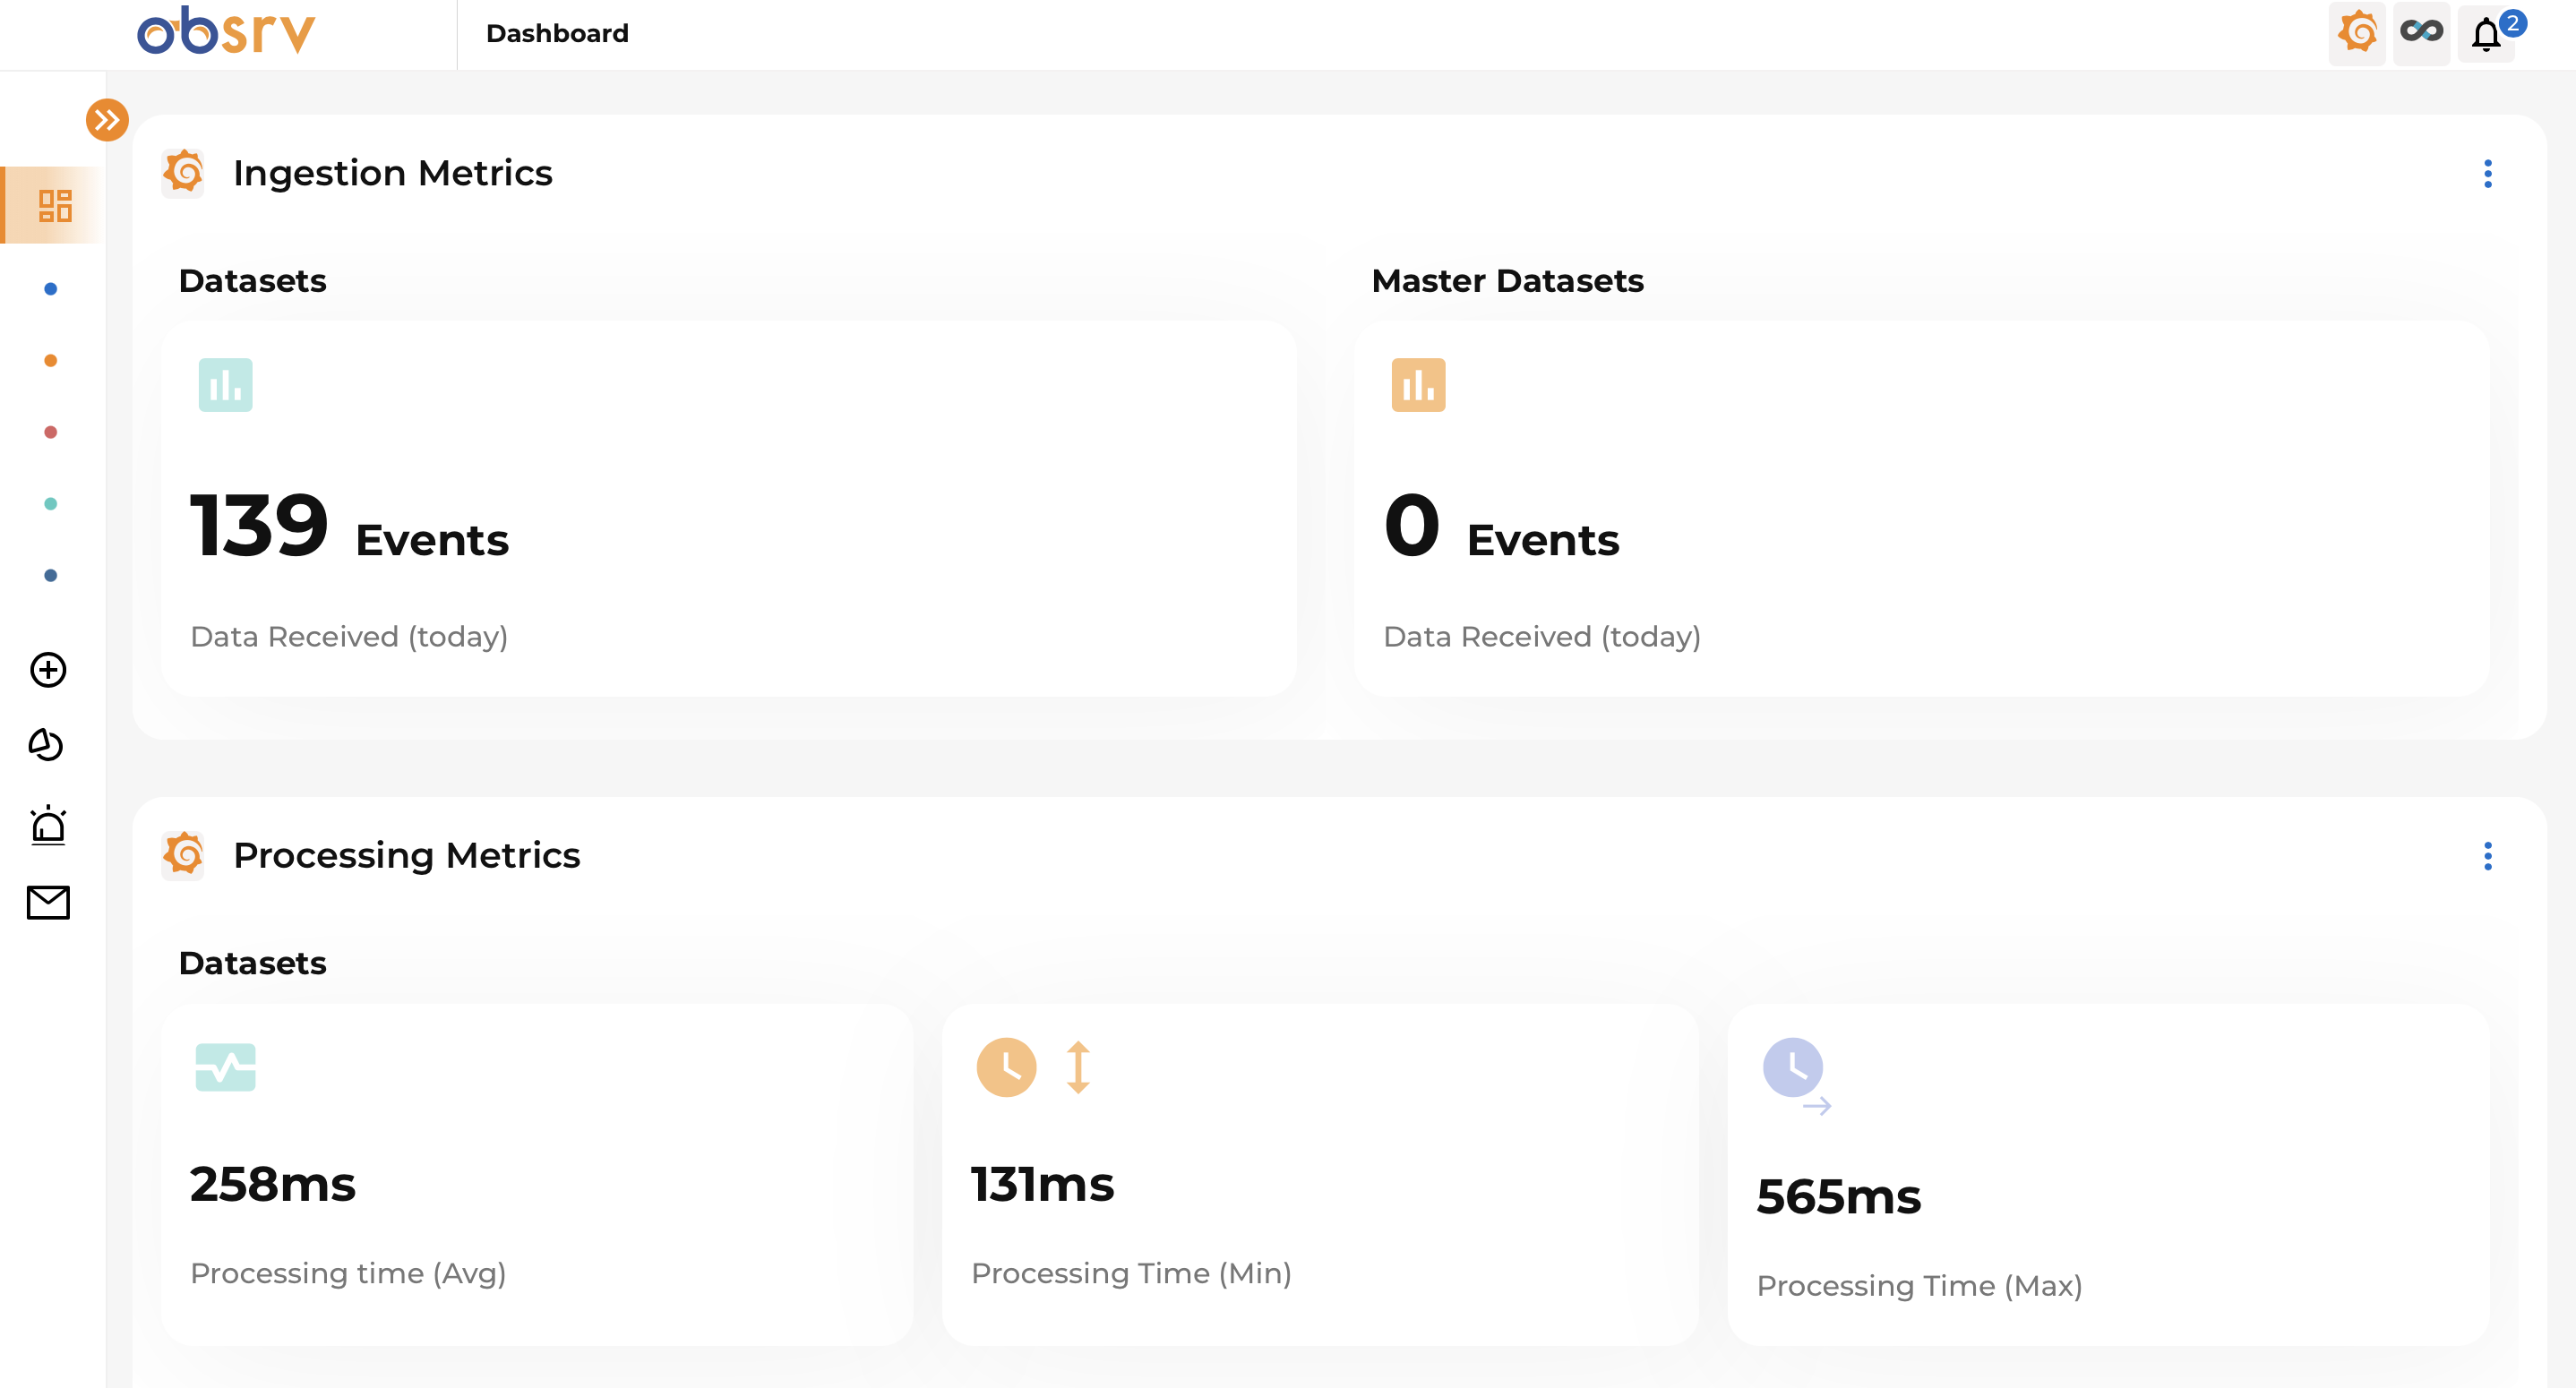 obsrv
Dashboard
2
Ingestion Metrics
Datasets
139 Events
Data Received (today)
Master Datasets
0 Events
Data Received (today)
Processing Metrics
Datasets
258ms
Processing time (Avg)
131ms
Processing Time (Min)
565ms
Processing Time (Max)